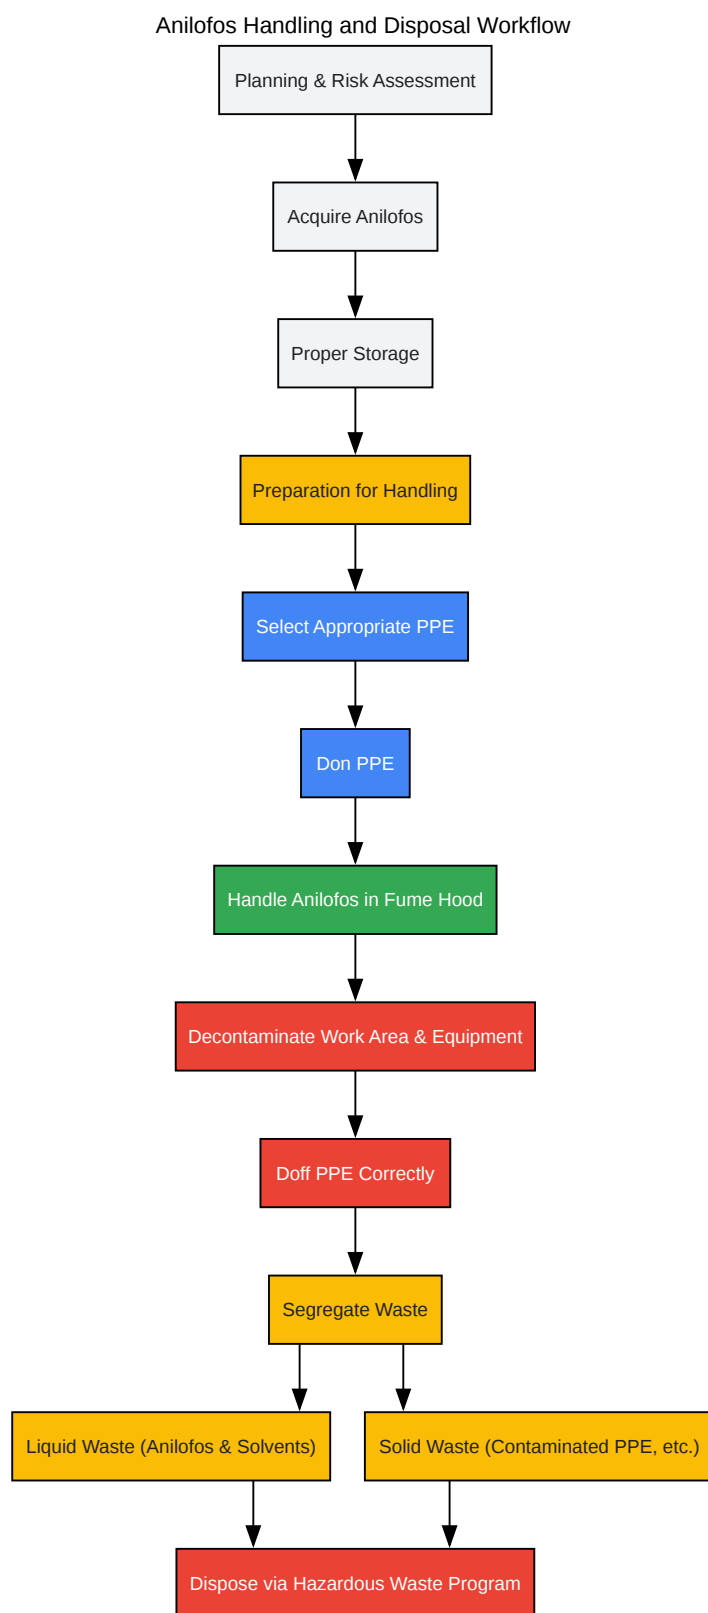 Anilofos Handling and Disposal Workflow
Planning & Risk Assessment
Acquire Anilofos
Proper Storage
Preparation for Handling
Select Appropriate PPE
Don PPE
Handle Anilofos in Fume Hood
Decontaminate Work Area & Equipment
Doff PPE Correctly
Segregate Waste
Liquid Waste (Anilofos & Solvents)
Solid Waste (Contaminated PPE, etc.)
Dispose via Hazardous Waste Program